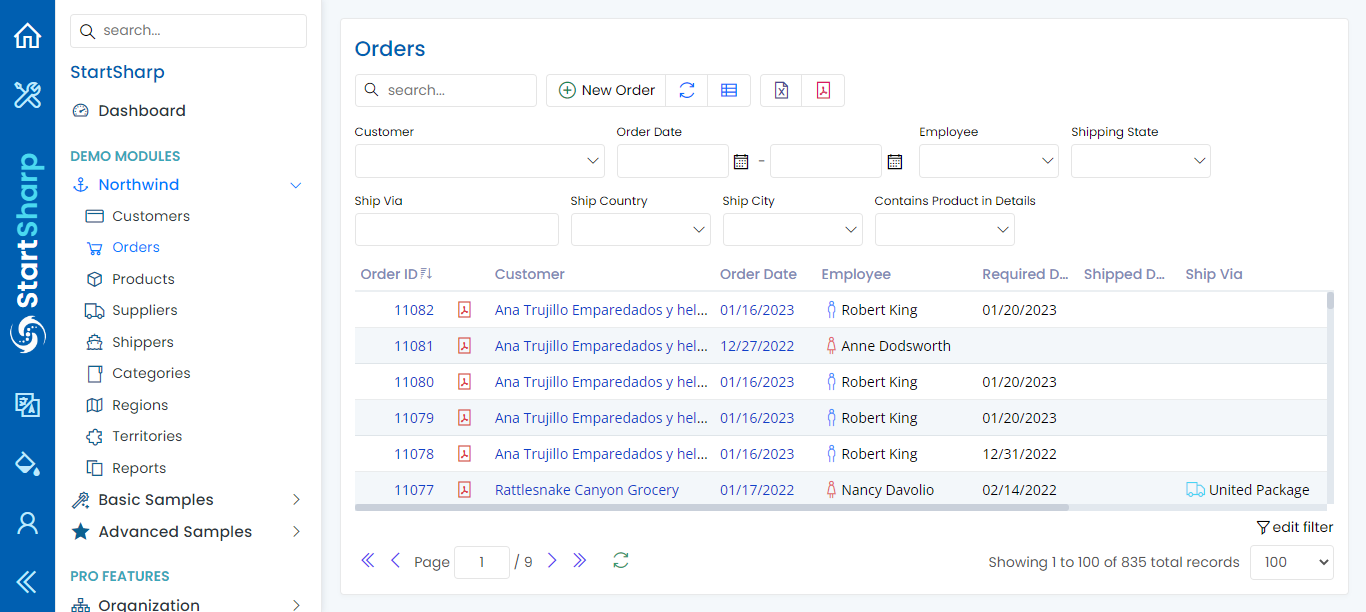 StartSharp
search...
StartSharp
Dashboard
DEMO MODULES
Northwind
Customers
Orders
Products
Suppliers
Shippers
Categories
Regions
Territories
Reports
Basic Samples
Advanced Samples
PRO FEATURES
Organization
Orders
search...
New Order
Customer
Order Date
Employee
Shipping State
-
Ship Via
Ship Country
Ship City
Contains Product in Details
Order ID Customer Order Date Employee Required D... Shipped D... Ship Via
11082 Ana Trujillo Emparedados y hel... 01/16/2023 Robert King 01/20/2023
11081 Ana Trujillo Emparedados y hel... 12/27/2022 Anne Dodsworth
11080 Ana Trujillo Emparedados y hel... 01/16/2023 Robert King 01/20/2023
11079 Ana Trujillo Emparedados y hel... 01/16/2023 Robert King 01/20/2023
11078 Ana Trujillo Emparedados y hel... 01/16/2023 Robert King 12/31/2022
11077 Rattlesnake Canyon Grocery 01/17/2022 Nancy Davolio 02/14/2022 United Package
edit filter
Page 1 / 9
Showing 1 to 100 of 835 total records 100